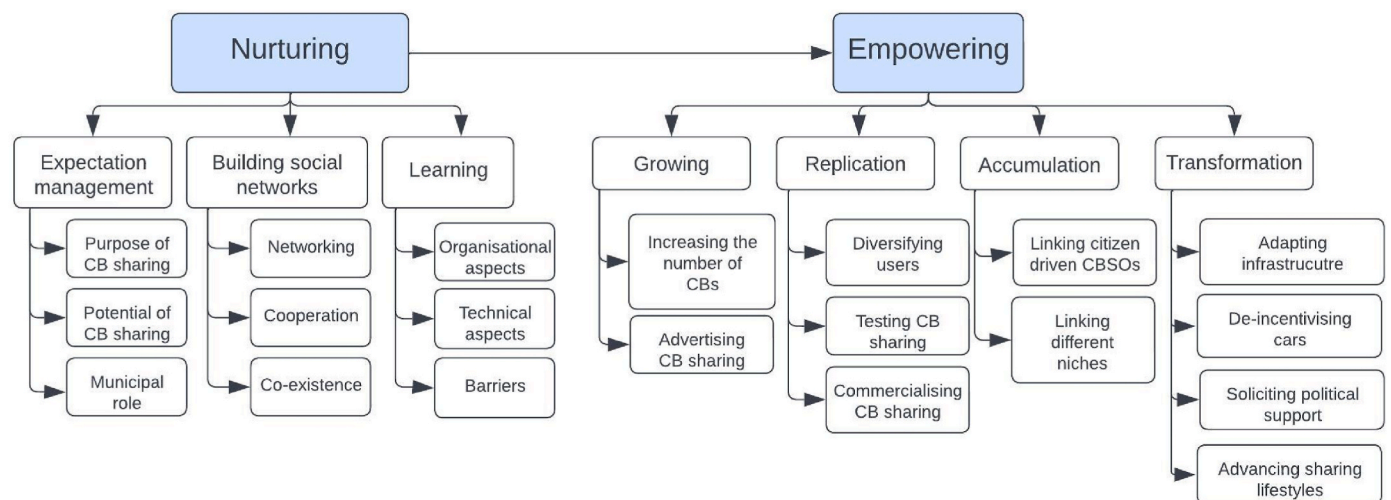 Nurturing
Empowering
Expectation
management
Building social
networks
Learning
Growing
Replication
Accumulation
Transformation
Purpose of
CB sharing
Potential of
CB sharing
Municipal
role
Networking
Cooperation
Co-existence
Organisational
aspects
Technical
aspects
Barriers
Increasing the
number of
CBs
Advertising
CB sharing
Diversifying
users
Testing CB
sharing
Commercialising
CB sharing
Linking citizen
driven CBSOs
Linking
different
niches
Adapting
infrastrucutre
De-incentivising
cars
Soliciting political
support
Advancing sharing
lifestyles